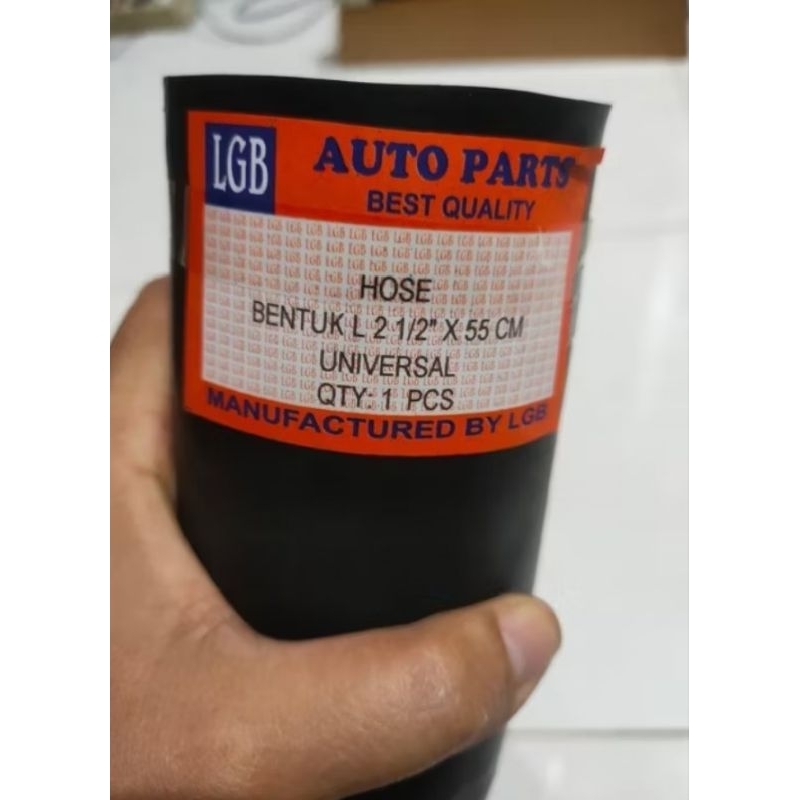 LGB
AUTO PARTS
BEST QUALITY
HOSE
BENTUK L 2 1/2" X 55 CM
UNIVERSAL
QTY: 1 PCS
MANUFACTURED BY LGB